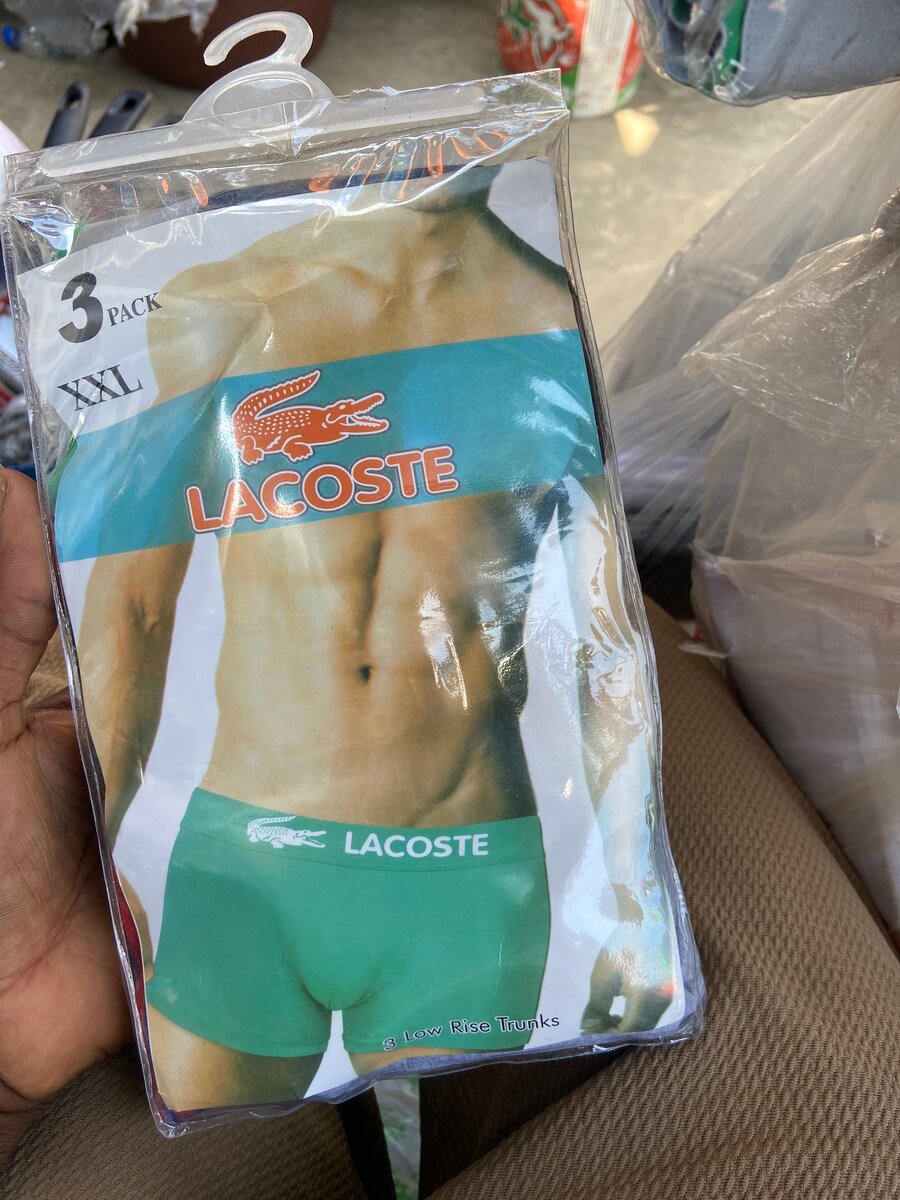 3 PACK
XXL
LACOSTE
LACOSTE
3 Low Rise Trunks